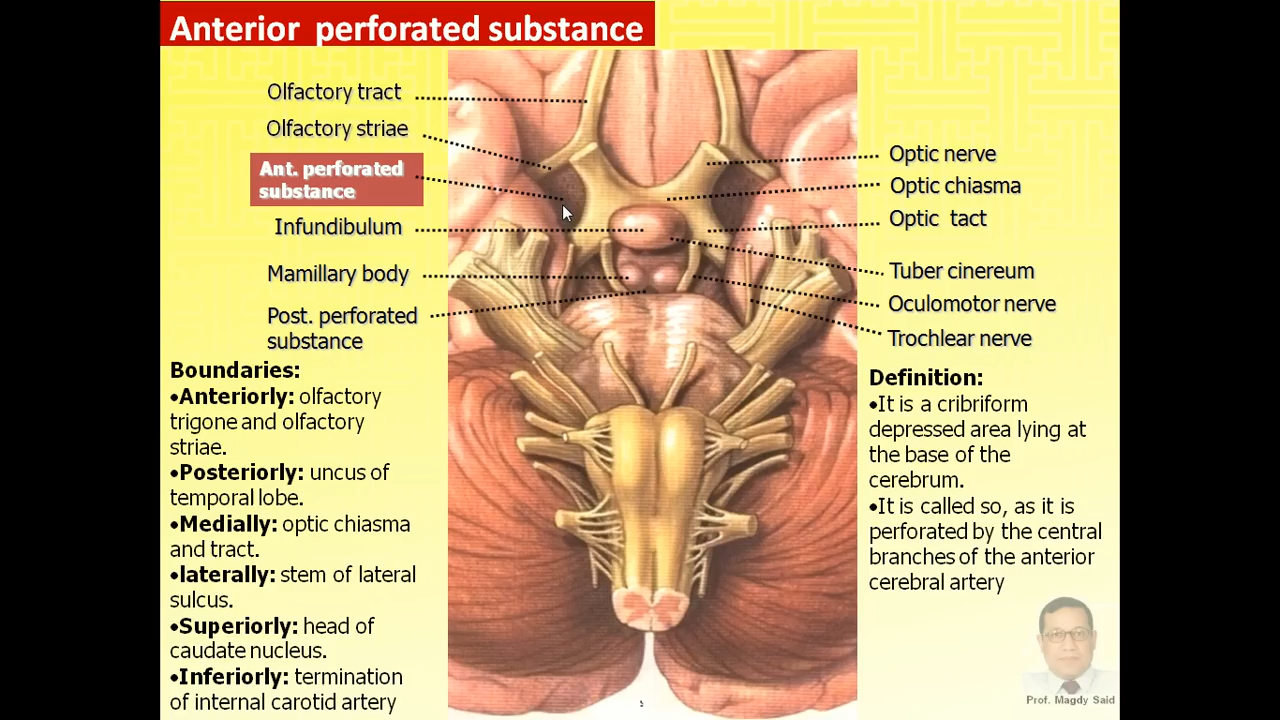 Anterior perforated substance
Olfactory tract
Olfactory striae
Ant. perforated
substance
Infundibulum
Mamillary body
Post. perforated
substance
Optic nerve
Optic chiasma
Optic tact
Tuber cinereum
Oculomotor nerve
Trochlear nerve
Boundaries:
•Anteriorly: olfactory
trigone and olfactory
striae.
•Posteriorly: uncus of
temporal lobe.
•Medially: optic chiasma
and tract.
•laterally: stem of lateral
sulcus.
•Superiorly: head of
caudate nucleus.
•Inferiorly: termination
of internal carotid artery
Definition:
•It is a cribriform
depressed area lying at
the base of the
cerebrum.
•It is called so, as it is
perforated by the central
branches of the anterior
cerebral artery
Prof. Magdy Said